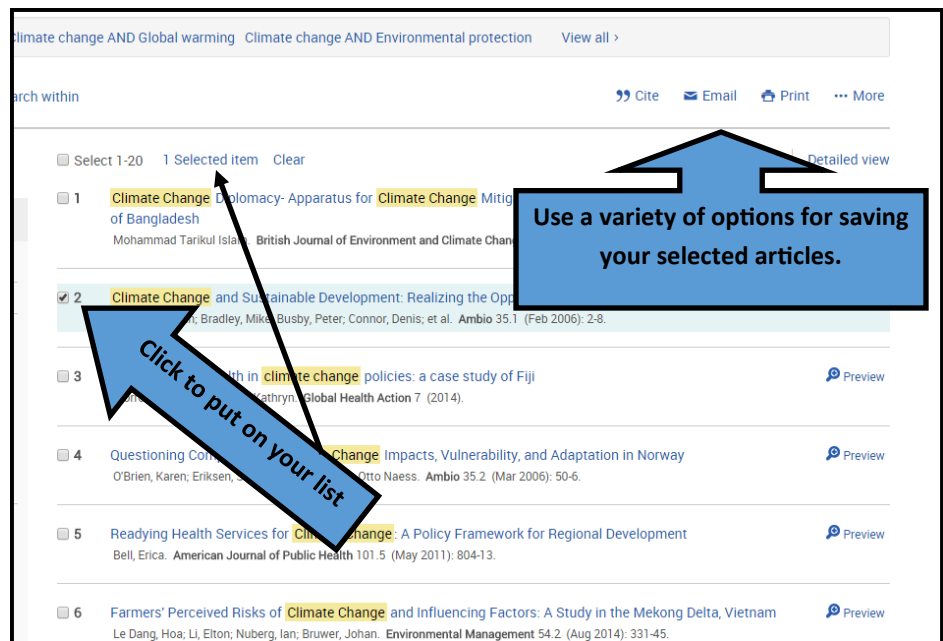 Climate change AND Global warming Climate change AND Environmental protection View all >
arch within
Cite Email Print ··· More
Select 1-20 1 Selected item Clear
Detailed view
1 Climate Change Diplomacy- Apparatus for Climate Change Mitig
of Bangladesh
Mohammad Tarikul Islam. British Journal of Environment and Climate Chan
Use a variety of options for saving
your selected articles.
2 Climate Change and Sustainable Development: Realizing the Opp
Bradley, Mike; Busby, Peter; Connor, Denis; et al. Ambio 35.1 (Feb 2006): 2-8.
Click to put on your list
3 in climate change policies: a case study of Fiji
Preview
Kathryn. Global Health Action 7 (2014).
4 Questioning Change Impacts, Vulnerability, and Adaptation in Norway
Preview
O'Brien, Karen; Eriksen, Otto Naess. Ambio 35.2 (Mar 2006): 50-6.
5 Readying Health Services for Climate Change: A Policy Framework for Regional Development
Preview
Bell, Erica. American Journal of Public Health 101.5 (May 2011): 804-13.
6 Farmers' Perceived Risks of Climate Change and Influencing Factors: A Study in the Mekong Delta, Vietnam
Preview
Le Dang, Hoa; Li, Elton; Nuberg, Ian; Bruwer, Johan. Environmental Management 54.2 (Aug 2014): 331-45.